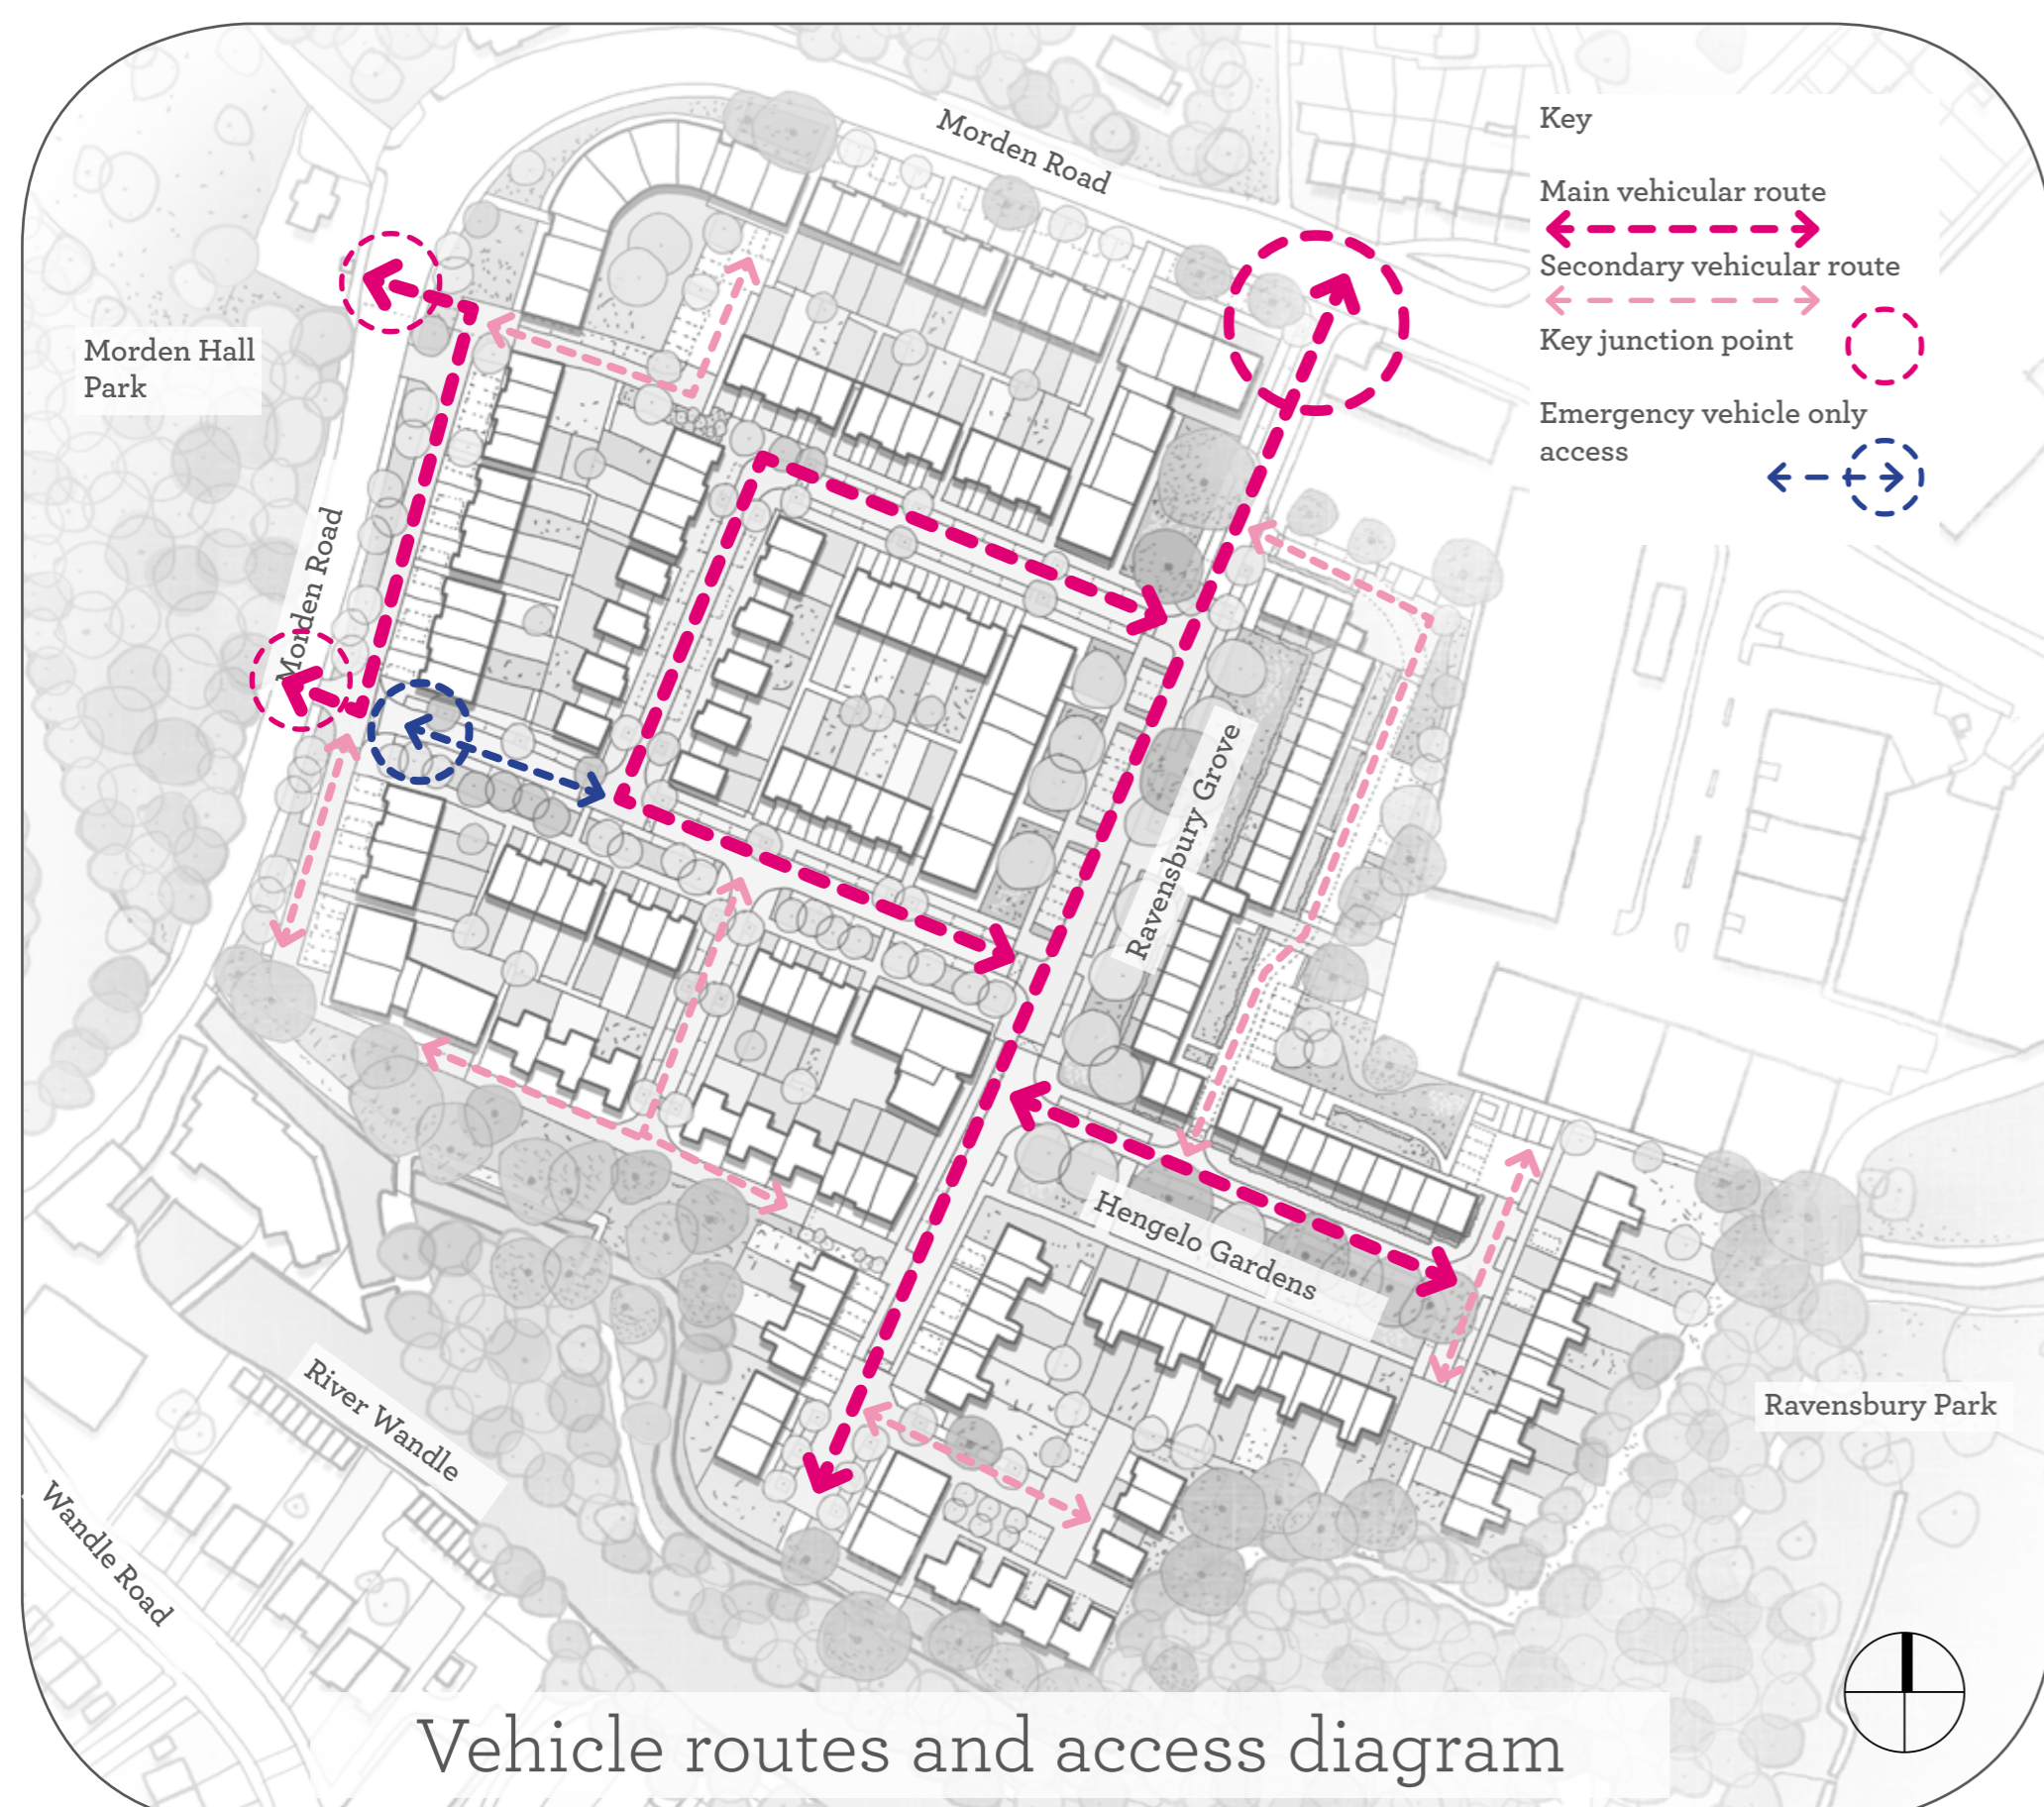 Morden Road
Key
Main vehicular route
Secondary vehicular route
Key junction point
Emergency vehicle only
access
Morden Hall
Park
Morden Road
Ravensbury Grove
Hengelo Gardens
River Wandle
Ravensbury Park
Wandle Road
Vehicle routes and access diagram